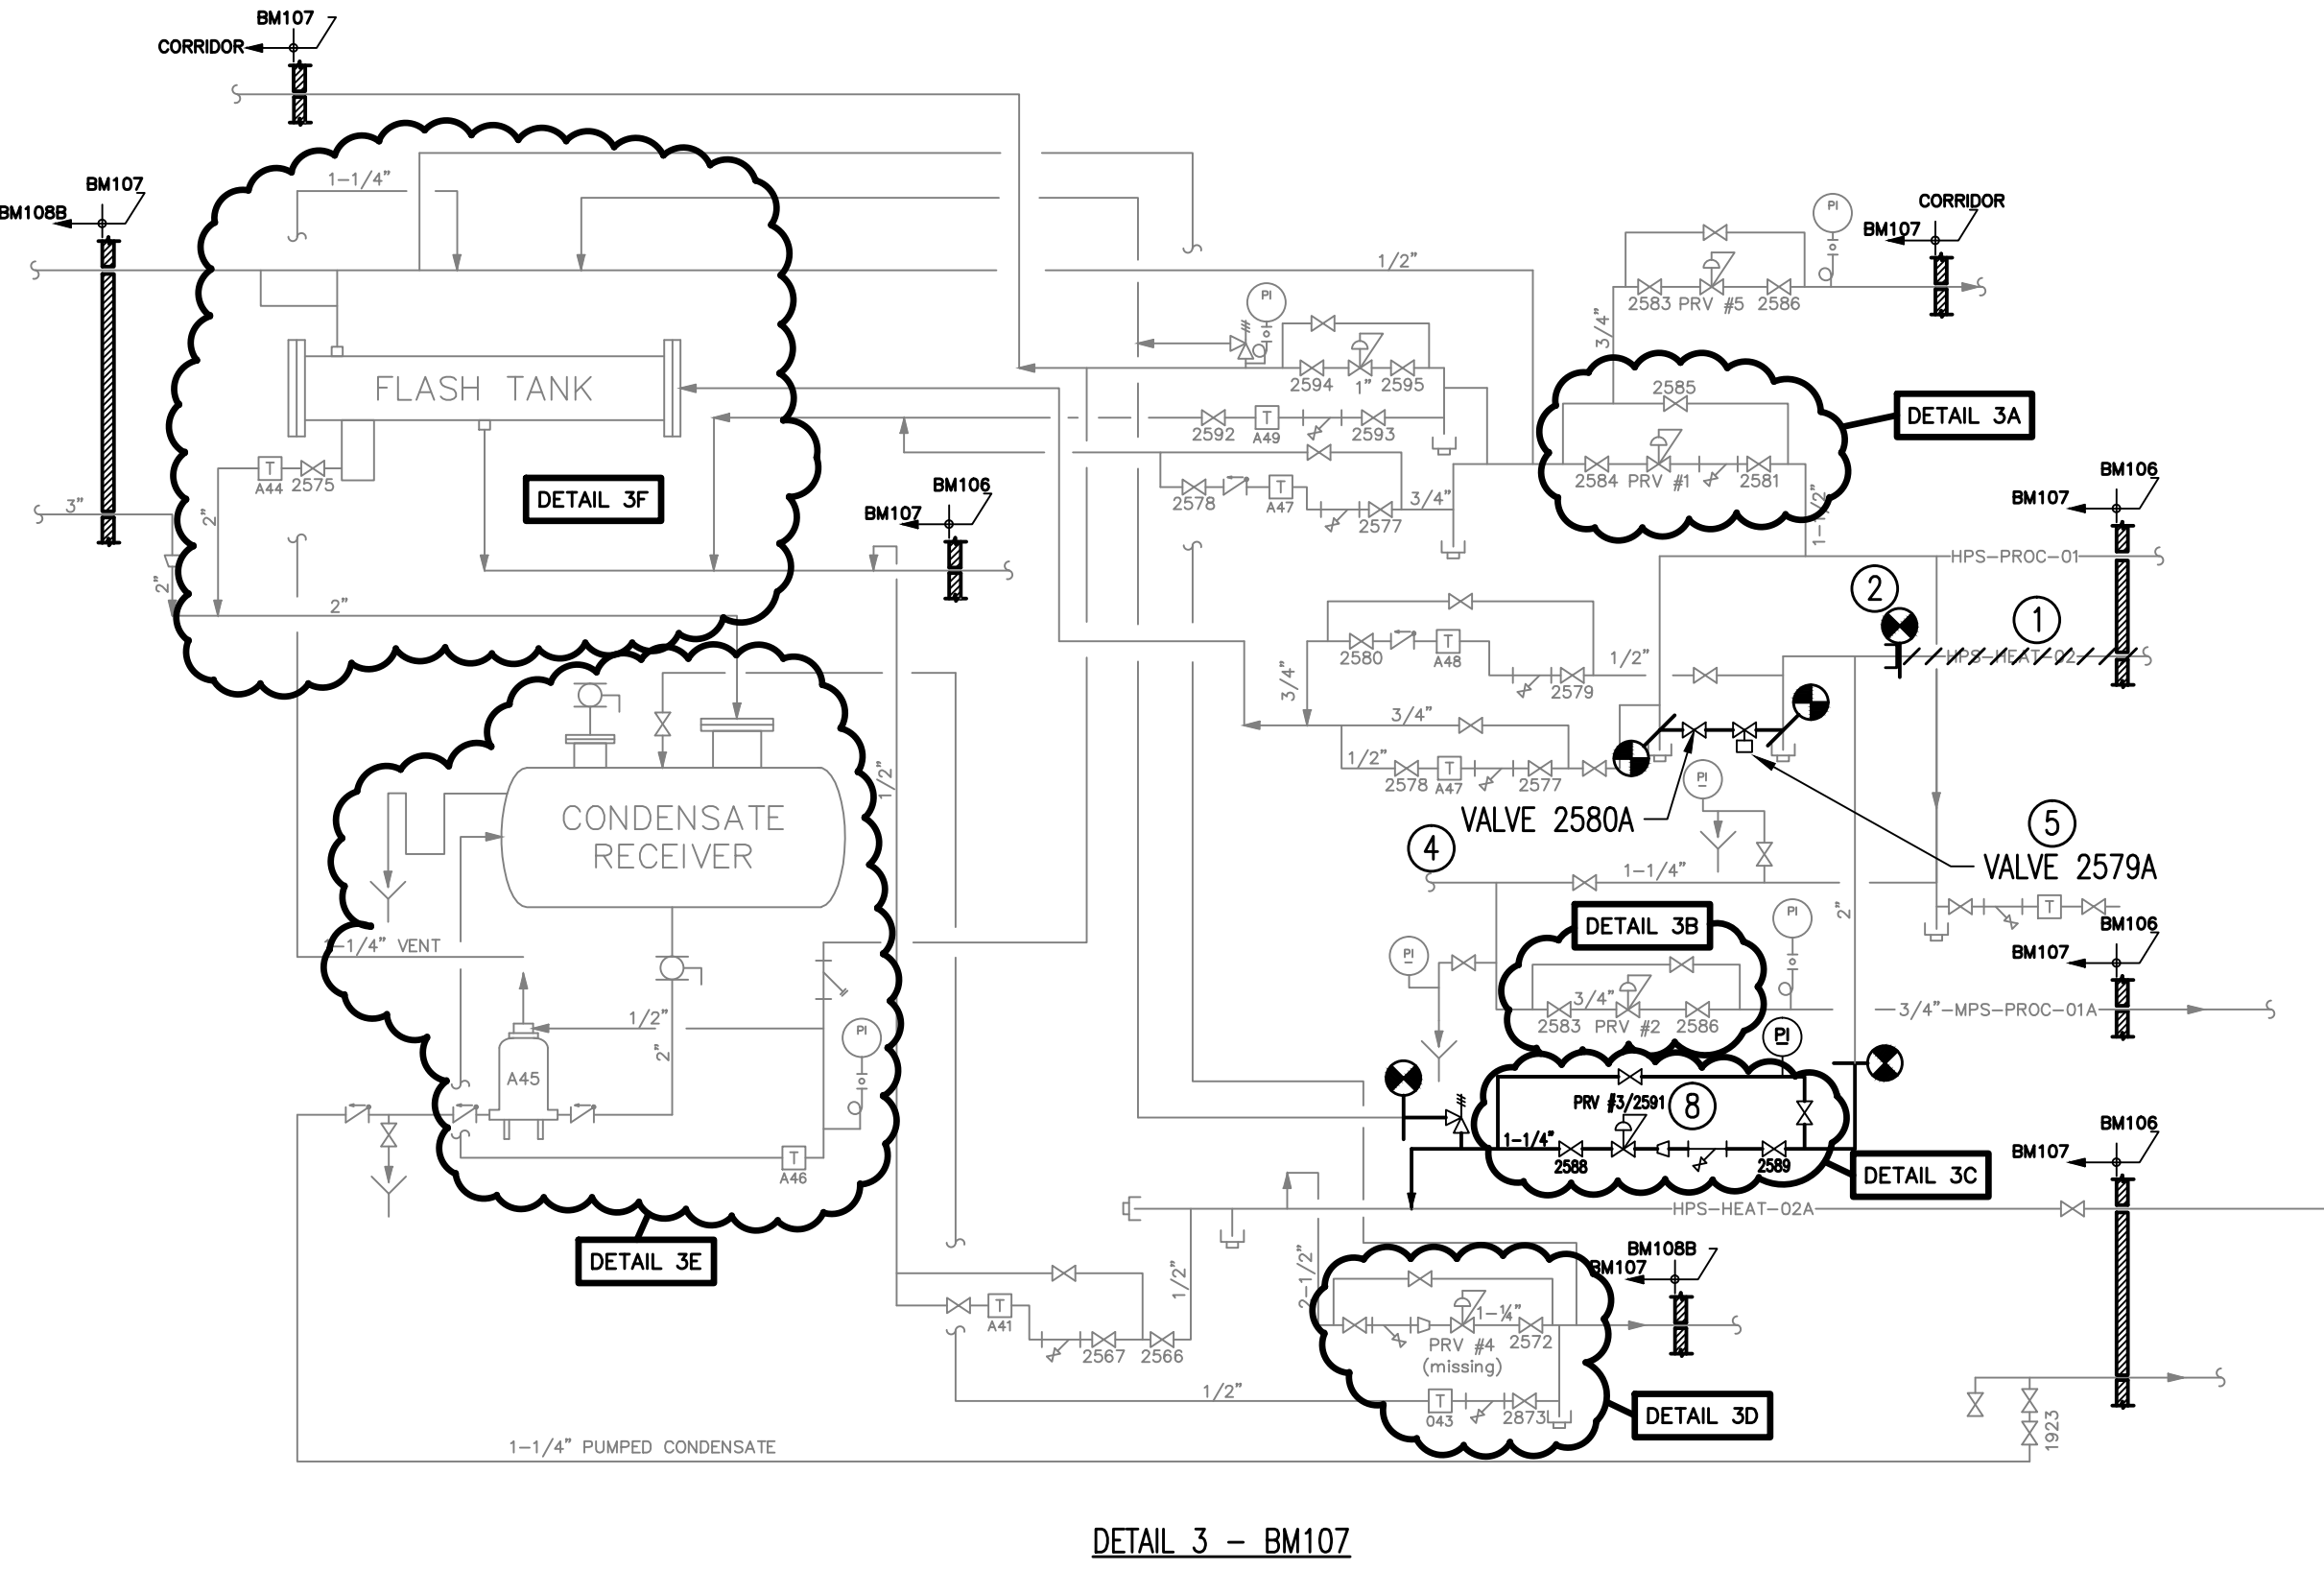 BM107
CORRIDOR
BM107
BM108B
1-1/4"
CORRIDOR
BM107
PI
1/2"
2583 PRV #5 2586
3/4"
PI
2594 1" 2595
FLASH TANK
2585
DETAIL 3A
2592 A49 2593
T
2584 PRV #1 2581
T
A44 2575
DETAIL 3F
BM106
BM107
2578 A47 2577
T
3/4"
1-1/2"
BM106
BM107
3"
2"
2"
2"
HPS-PROC-01
2
1
HPS-HEAT-02
2580 A48 2579
T
1/2"
3/4"
3/4"
1/2"
2578 A47 2577
T
PI
VALVE 2580A
5
VALVE 2579A
4
1-1/4"
1/2"
CONDENSATE
RECEIVER
2"
T
DETAIL 3B
PI
PI
BM106
BM107
1-1/4" VENT
3/4"
2583 PRV #2 2586
3/4"-MPS-PROC-01A
1/2"
2"
PI
PI
A45
PRV #3/2591
8
1-1/4"
2588
2589
DETAIL 3C
BM106
BM107
T
A46
HPS-HEAT-02A
DETAIL 3E
BM108B
BM107
1/2"
2-1/2"
T
A41
2567 2566
1-1/4"
PRV #4 2572
(missing)
1/2"
T
043 2873
DETAIL 3D
1923
1-1/4" PUMPED CONDENSATE
DETAIL 3 - BM107